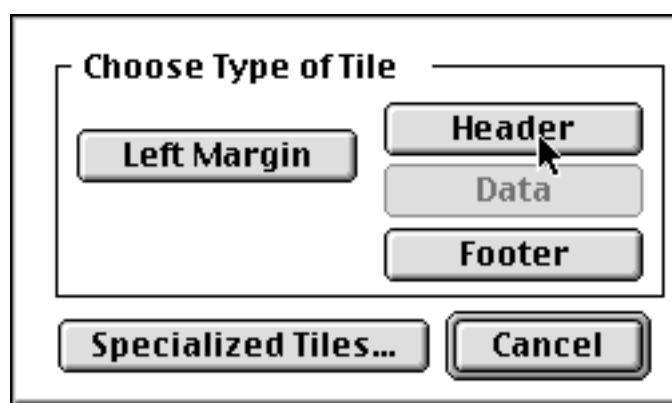 Choose Type of Tile
Header
Left Margin
Data
Footer
Specialized Tiles...
Cancel